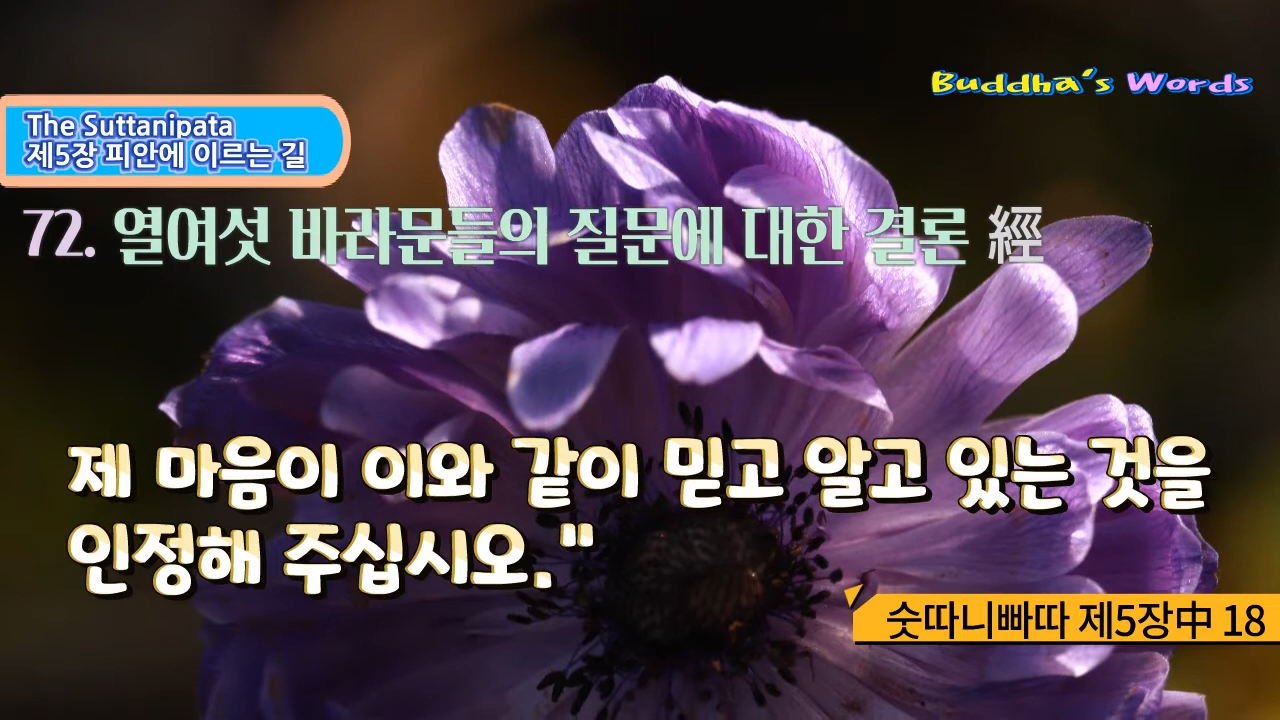 Buddha's Words
The Suttanipata
제5장 피안에 이르는 길
72. 열여섯 바라문들의 질문에 대한 결론 經
제 마음이 이와 같이 믿고 알고 있는 것을
인정해 주십시오."
숫따니빠따 제5장中 18